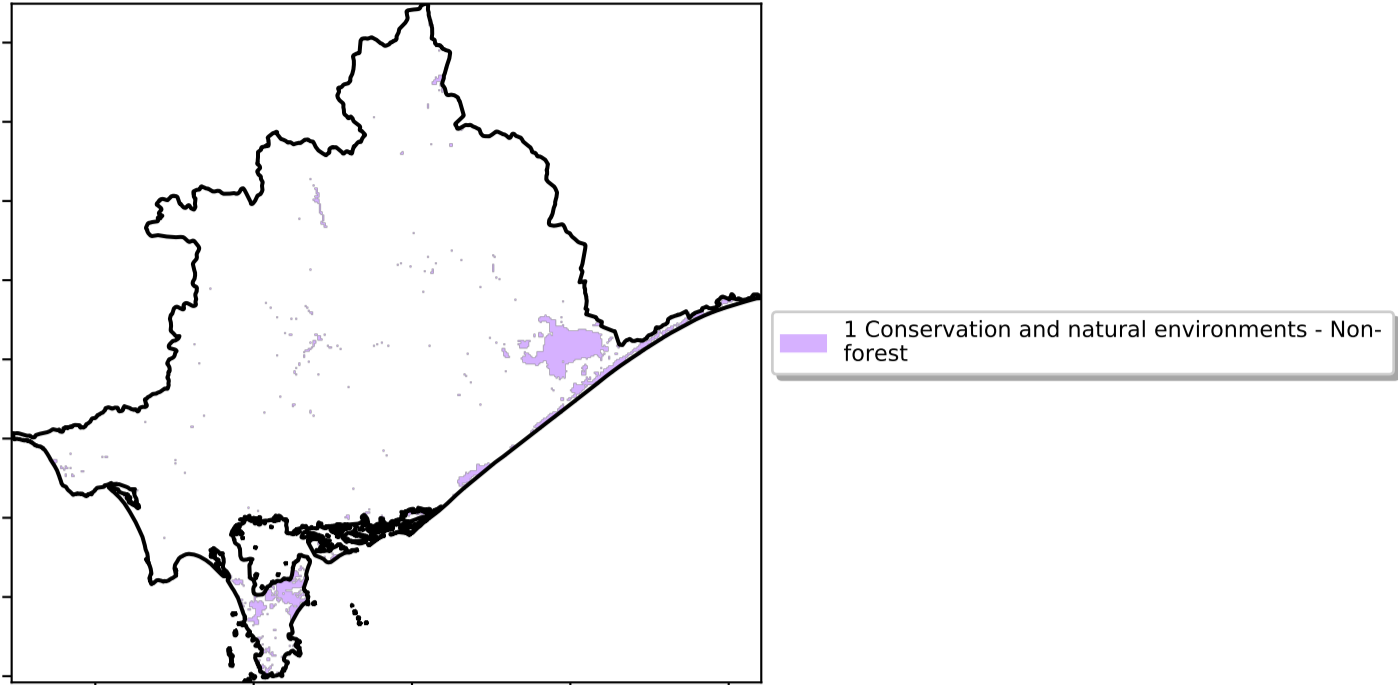 1 Conservation and natural environments - Non-
forest